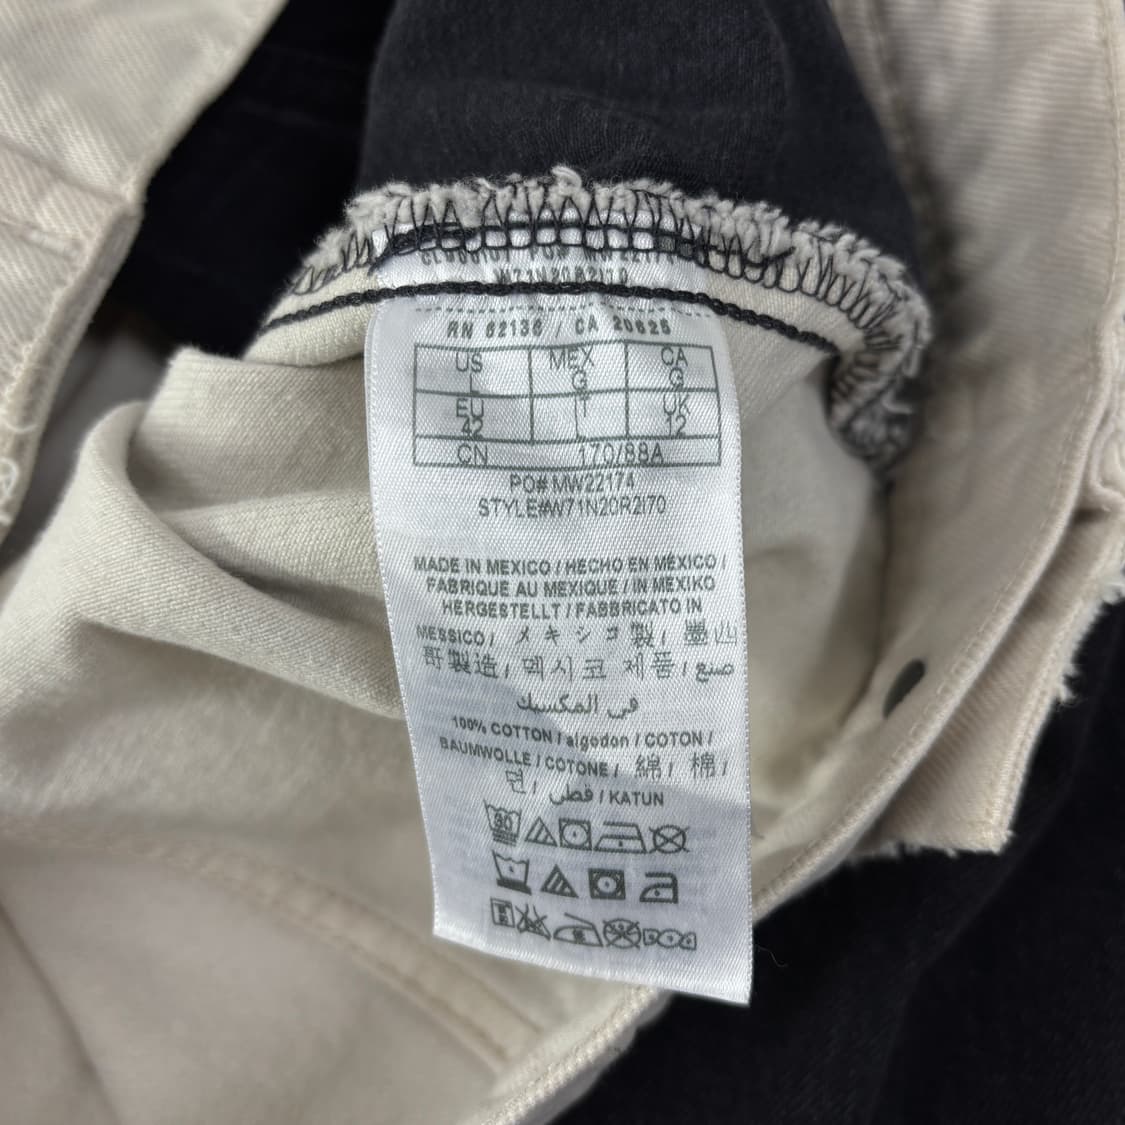 W71N20R2170
RN 62136 / CA 20625
US MEX CA
L G G
EU IT UK
42 L 12
CN 170/88A
PO# MW22174
STYLE#W71N20R2I70
MADE IN MEXICO / HECHO EN MÉXICO /
FABRIQUE AU MEXIQUE / IN MEXIKO
HERGESTELLT / FABBRICATO IN
MESSICO / メキシコ製 / 墨西
哥製造 / 멕시코 제품 / صنع
في المكسيك
100% COTTON / algodon / COTON /
BAUMWOLLE / COTONE / 綿 / 棉 /
면 / قطن / KATUN